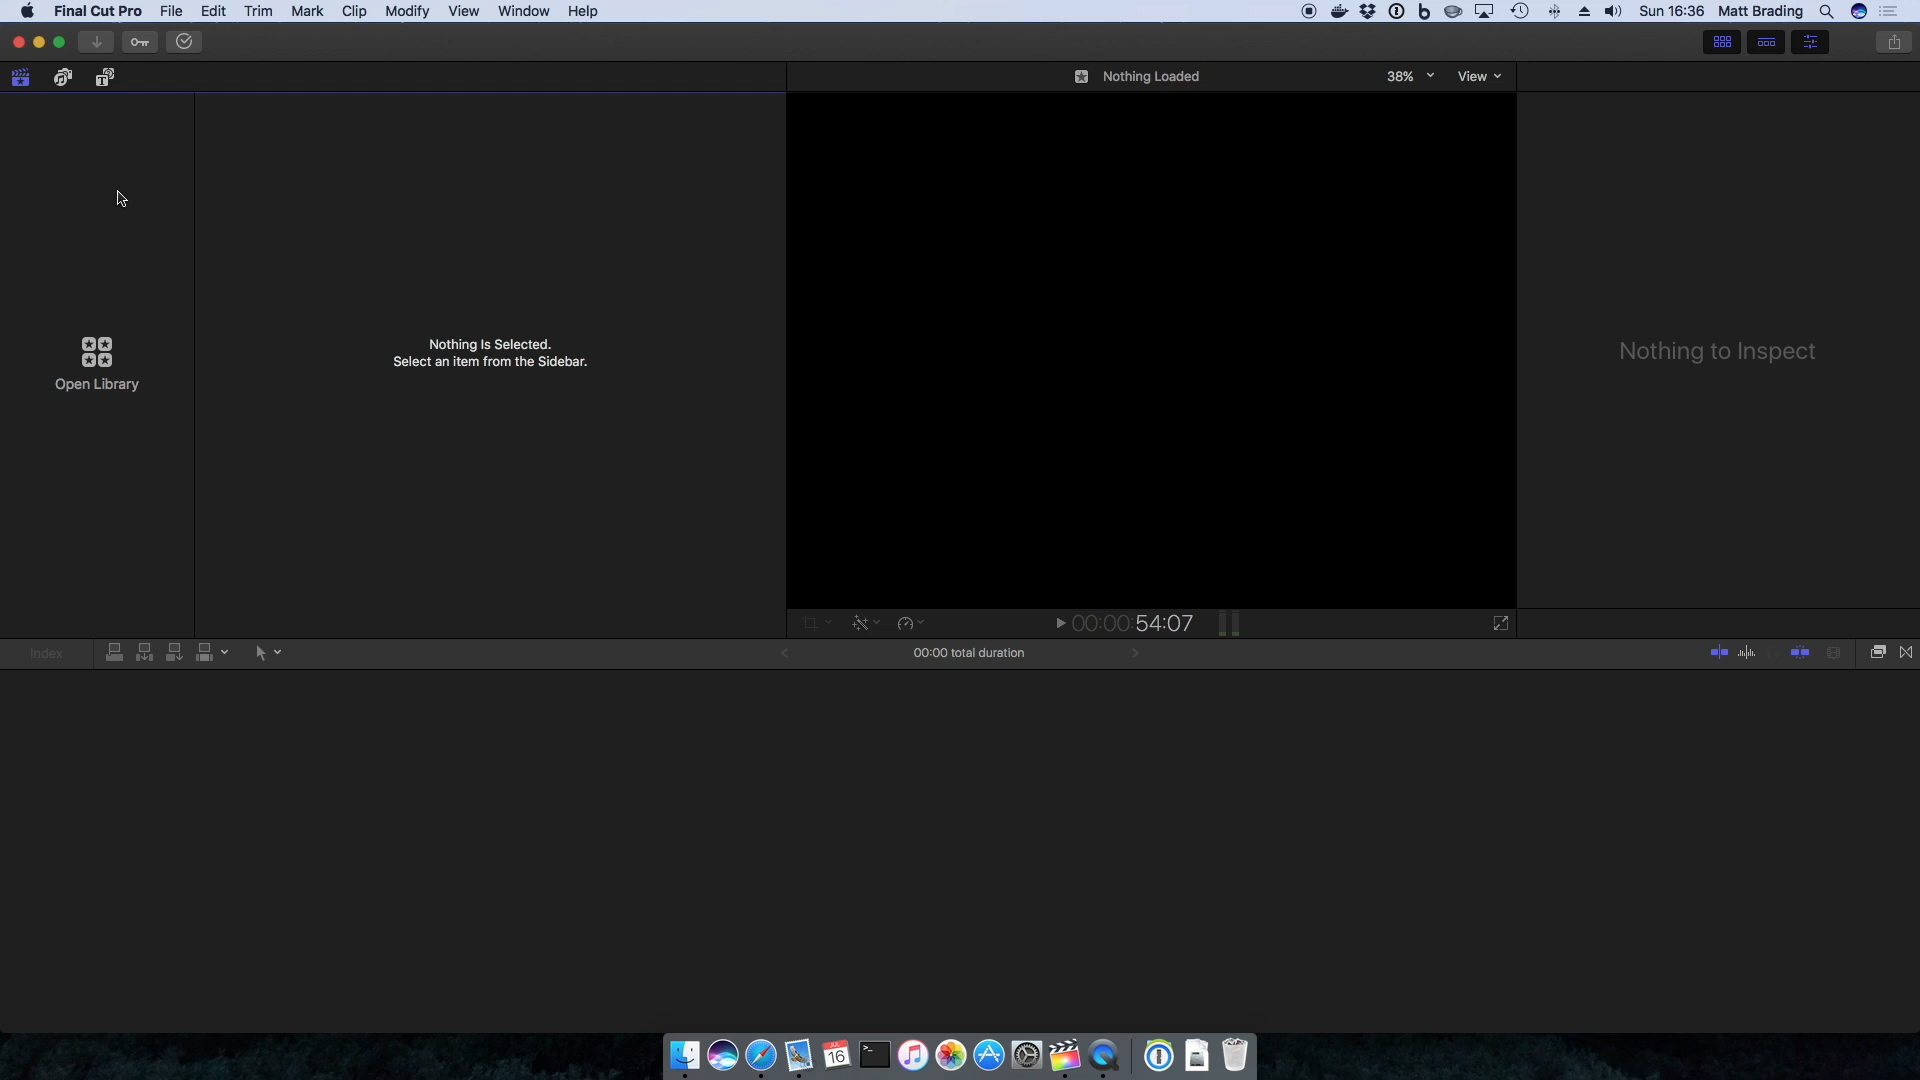 Final Cut Pro File Edit Trim Mark Clip Modify View Window Help
Sun 16:36 Matt Brading
Nothing Loaded
38%
View
Nothing Is Selected.
Select an item from the Sidebar.
Open Library
Nothing to Inspect
00:00:54:07
Index
00:00 total duration
JUL
16